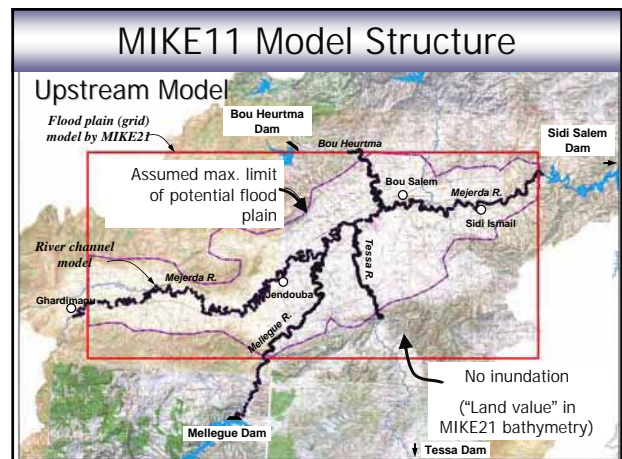 MIKE11 Model Structure
Upstream Model
Flood plain (grid)
model by MIKE21
Bou Heurtma
Dam
Bou Heurtma
Sidi Salem
Dam
Assumed max. limit
of potential flood
plain
Bou Salem
Mejerda R.
Sidi Ismail
River channel
model
Mejerda R.
Tessa R.
Ghardimaou
Jendouba
Mellegue R.
No inundation
("Land value" in
MIKE21 bathymetry)
Mellegue Dam
Tessa Dam